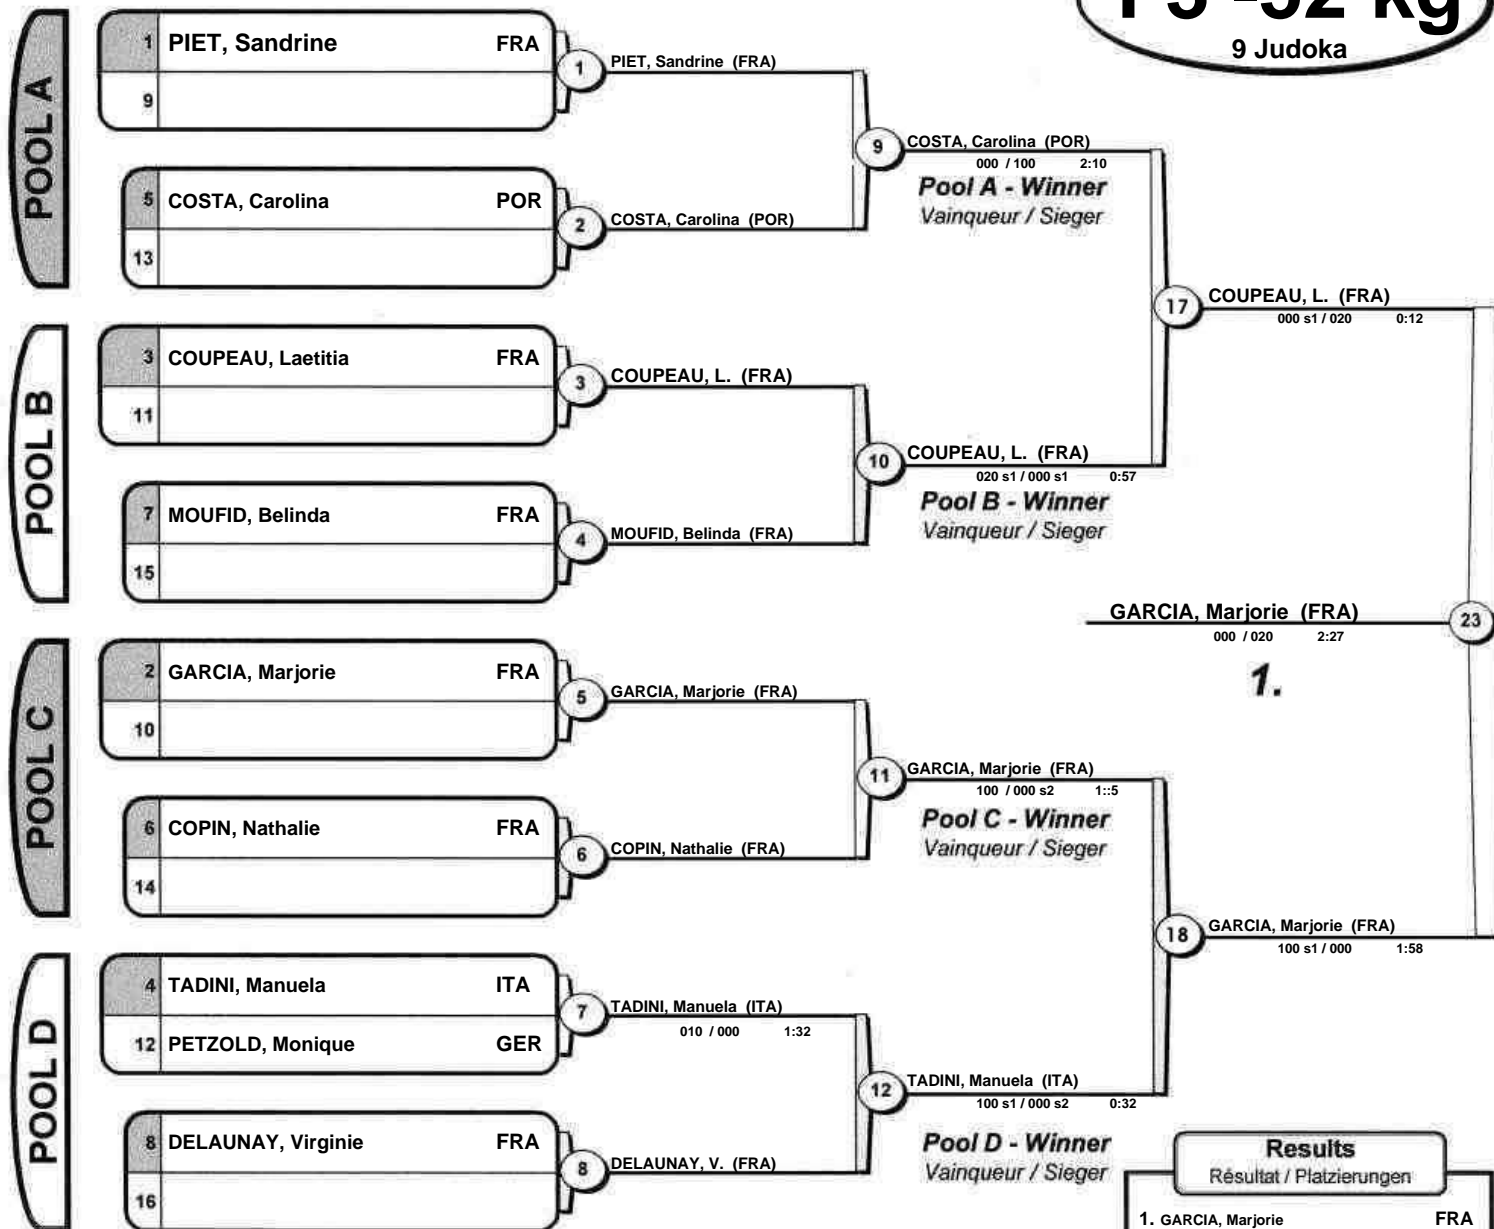 F3 -52 kg
9 Judoka
POOL A
1 PIET, Sandrine FRA
9
5 COSTA, Carolina POR
13
1 PIET, Sandrine (FRA)
2 COSTA, Carolina (POR)
9 COSTA, Carolina (POR)
000 / 100 2:10
Pool A - Winner
Vainqueur / Sieger
POOL B
3 COUPEAU, Laetitia FRA
11
7 MOUFID, Belinda FRA
15
3 COUPEAU, L. (FRA)
4 MOUFID, Belinda (FRA)
10 COUPEAU, L. (FRA)
020 s1 / 000 s1 0:57
Pool B - Winner
Vainqueur / Sieger
17 COUPEAU, L. (FRA)
000 s1 / 020 0:12
GARCIA, Marjorie (FRA) 23
000 / 020 2:27
1.
POOL C
2 GARCIA, Marjorie FRA
10
6 COPIN, Nathalie FRA
14
5 GARCIA, Marjorie (FRA)
6 COPIN, Nathalie (FRA)
11 GARCIA, Marjorie (FRA)
100 / 000 s2 1::5
Pool C - Winner
Vainqueur / Sieger
18 GARCIA, Marjorie (FRA)
100 s1 / 000 1:58
POOL D
4 TADINI, Manuela ITA
12 PETZOLD, Monique GER
8 DELAUNAY, Virginie FRA
16
7 TADINI, Manuela (ITA)
010 / 000 1:32
8 DELAUNAY, V. (FRA)
12 TADINI, Manuela (ITA)
100 s1 / 000 s2 0:32
Pool D - Winner
Vainqueur / Sieger
Results
Résultat / Platzierungen
1. GARCIA, Marjorie FRA